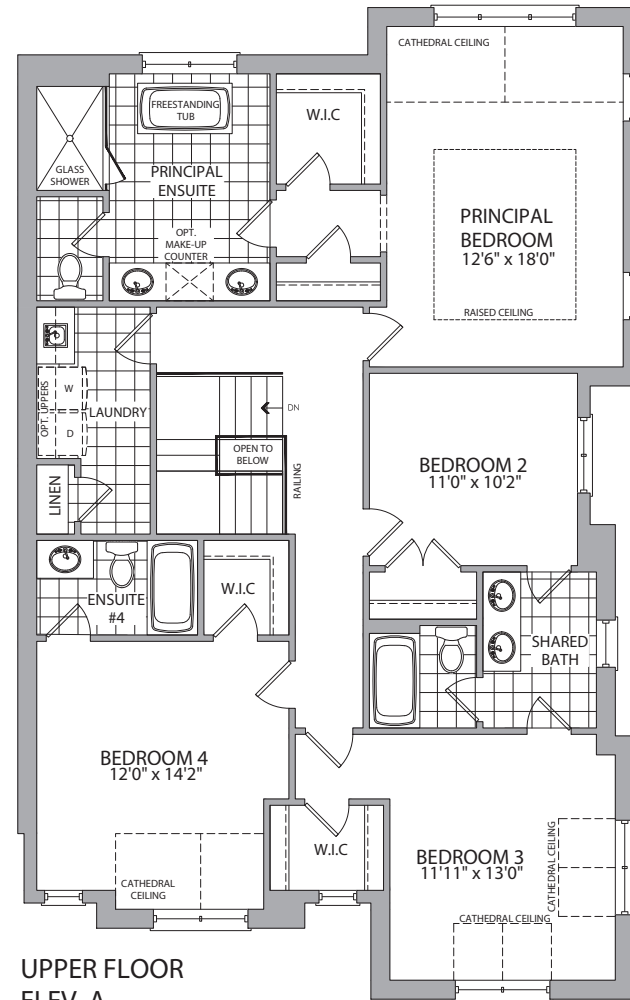 CATHEDRAL CEILING
FREESTANDING
TUB
W.I.C
GLASS
SHOWER
PRINCIPAL
ENSUITE
OPT.
MAKE-UP
COUNTER
PRINCIPAL
BEDROOM
12'6" x 18'0"
RAISED CEILING
OPT. UPPERS
W
D
LAUNDRY
DN
OPEN TO
BELOW
RAILING
LINEN
BEDROOM 2
11'0" x 10'2"
ENSUITE
#4
W.I.C
SHARED
BATH
BEDROOM 4
12'0" x 14'2"
CATHEDRAL
CEILING
W.I.C
BEDROOM 3
11'11" x 13'0"
CATHEDRAL CEILING
CATHEDRAL CEILING
UPPER FLOOR
ELEV. A